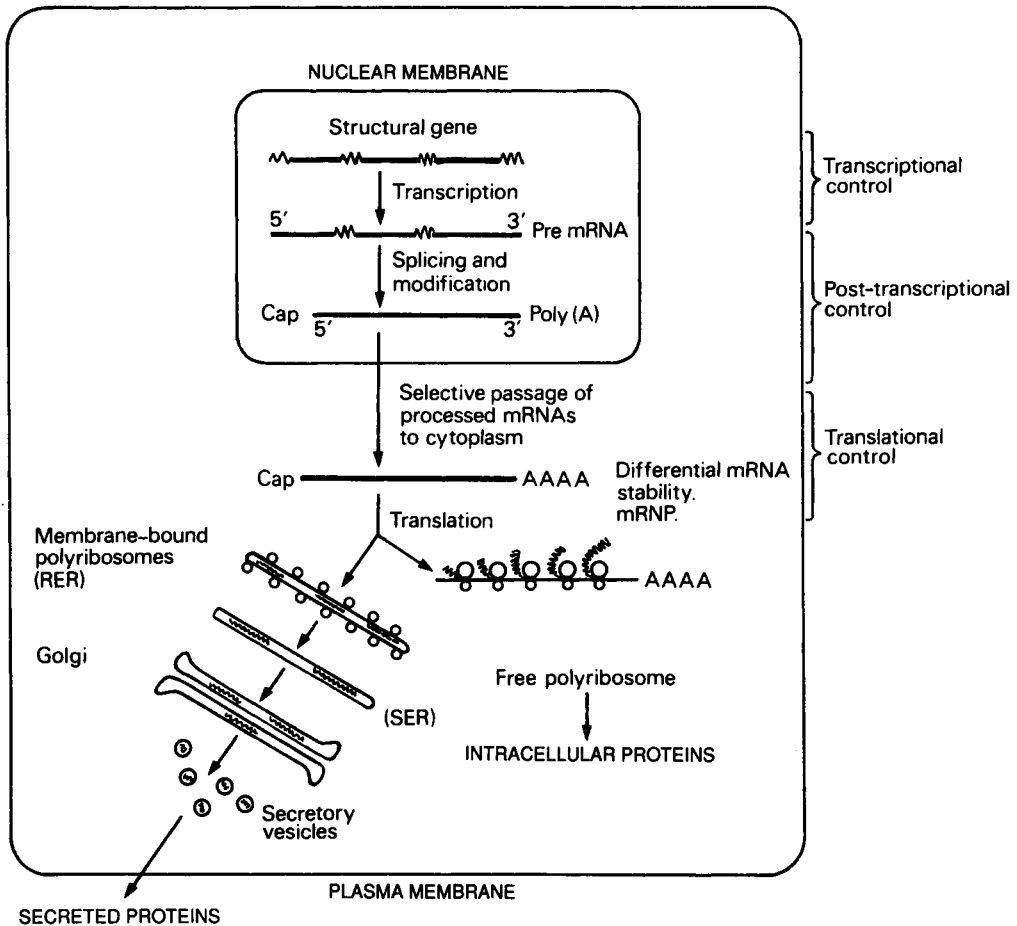 NUCLEAR MEMBRANE
Structural gene
Transcription
5′
3′
Pre mRNA
Splicing and
modification
Cap
5′
3′
Poly (A)
Selective passage of
processed mRNAs
to cytoplasm
Cap
AAAA
Differential mRNA
stability.
mRNP.
Translation
Membrane-bound
polyribosomes
(RER)
AAAA
Golgi
(SER)
Free polyribosome
INTRACELLULAR PROTEINS
Secretory
vesicles
PLASMA MEMBRANE
SECRETED PROTEINS
Transcriptional
control
Post-transcriptional
control
Translational
control